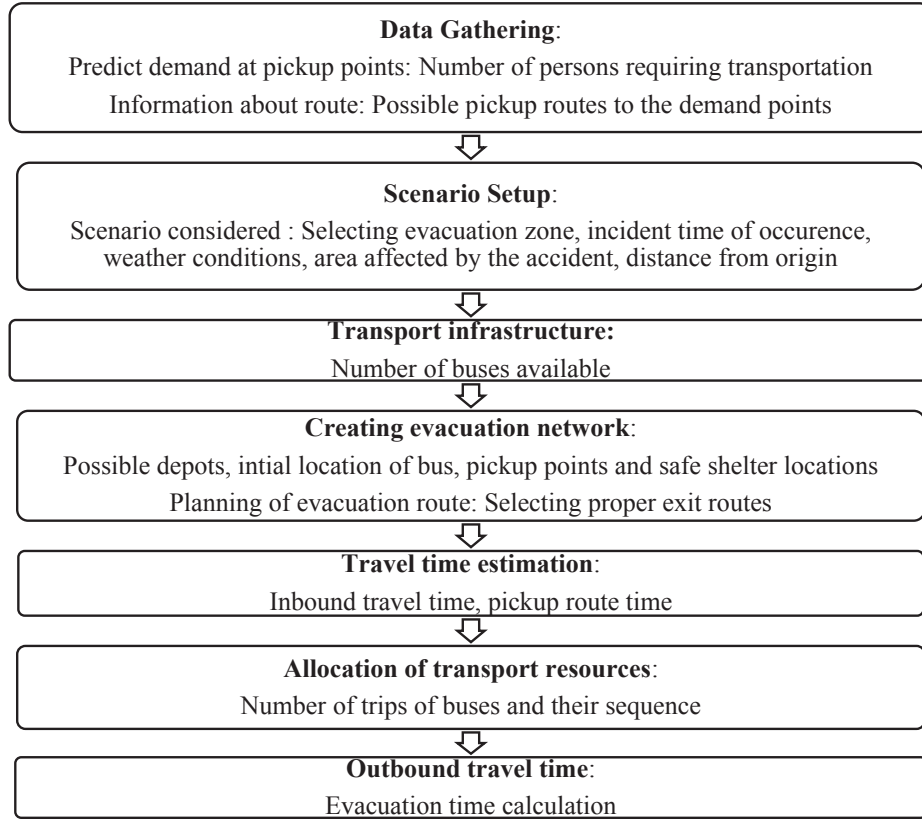 Data Gathering:
Predict demand at pickup points: Number of persons requiring transportation
Information about route: Possible pickup routes to the demand points
Scenario Setup:
Scenario considered : Selecting evacuation zone, incident time of occurence,
weather conditions, area affected by the accident, distance from origin
Transport infrastructure:
Number of buses available
Creating evacuation network:
Possible depots, intial location of bus, pickup points and safe shelter locations
Planning of evacuation route: Selecting proper exit routes
Travel time estimation:
Inbound travel time, pickup route time
Allocation of transport resources:
Number of trips of buses and their sequence
Outbound travel time:
Evacuation time calculation